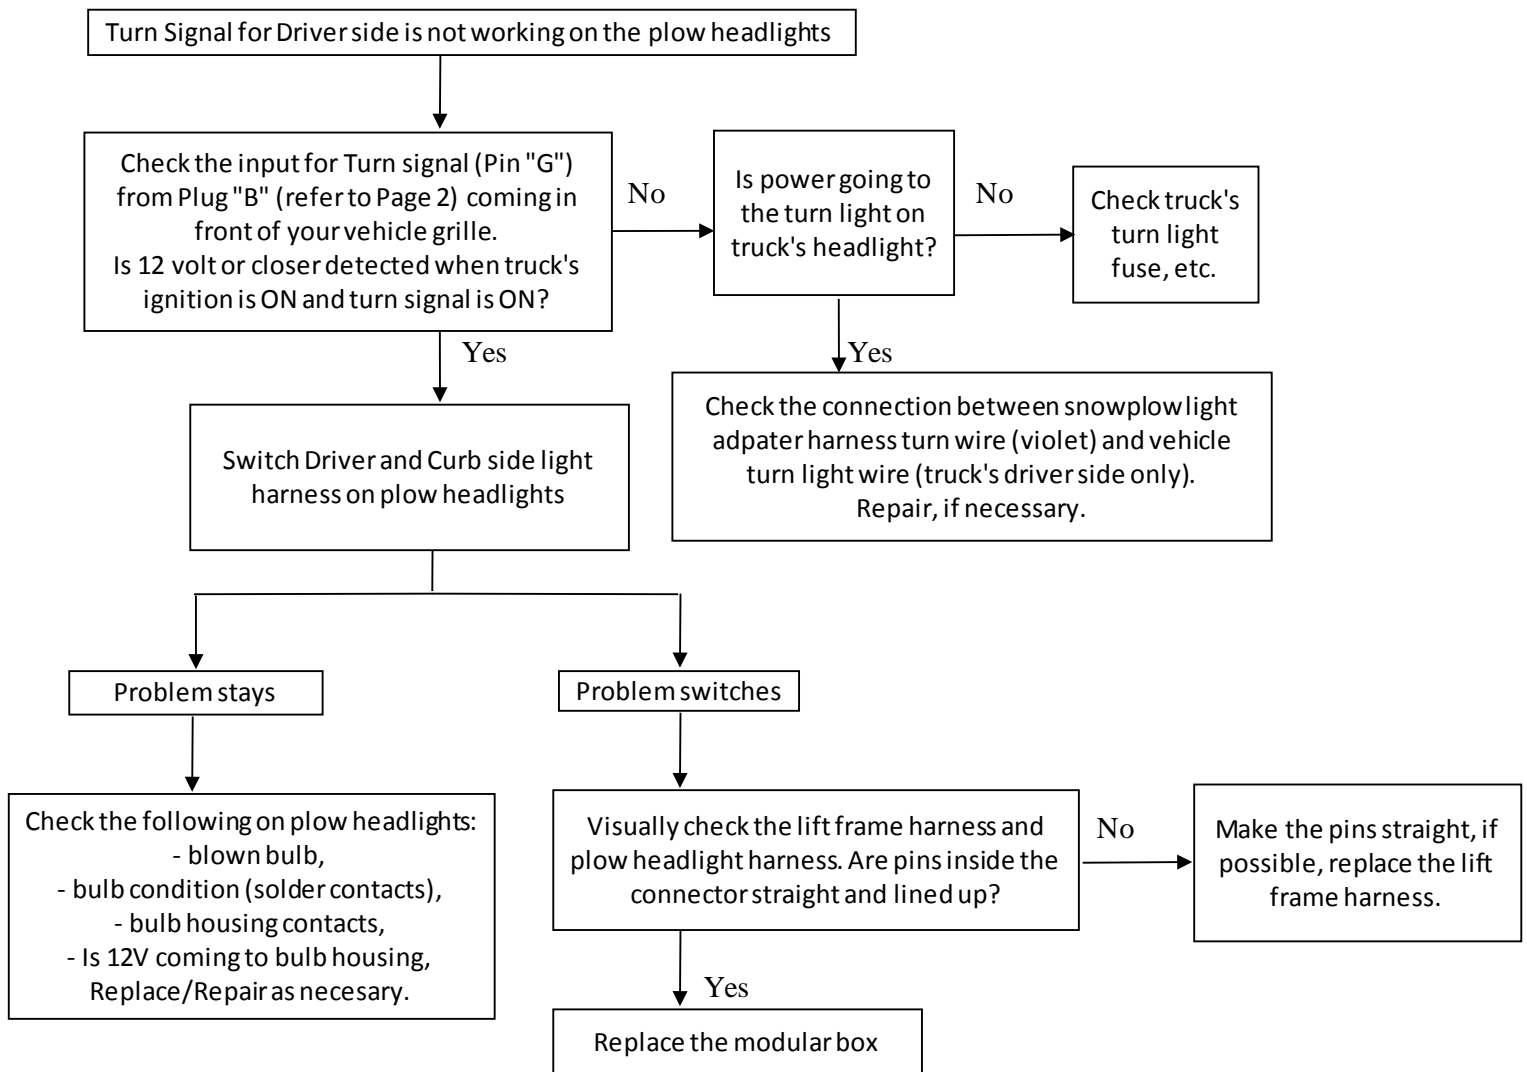 Turn Signal for Driver side is not working on the plow headlights
Check the input for Turn signal (Pin "G")
from Plug "B" (refer to Page 2) coming in
front of your vehicle grille.
Is 12 volt or closer detected when truck's
ignition is ON and turn signal is ON?
No
Is power going to
the turn light on
truck's headlight?
No
Check truck's
turn light
fuse, etc.
Yes
Yes
Check the connection between snowplow light
adpater harness turn wire (violet) and vehicle
turn light wire (truck's driver side only).
Repair, if necessary.
Switch Driver and Curb side light
harness on plow headlights
Problem stays
Problem switches
Check the following on plow headlights:
- blown bulb,
- bulb condition (solder contacts),
- bulb housing contacts,
- Is 12V coming to bulb housing,
Replace/Repair as necesary.
Visually check the lift frame harness and
plow headlight harness. Are pins inside the
connector straight and lined up?
No
Make the pins straight, if
possible, replace the lift
frame harness.
Yes
Replace the modular box